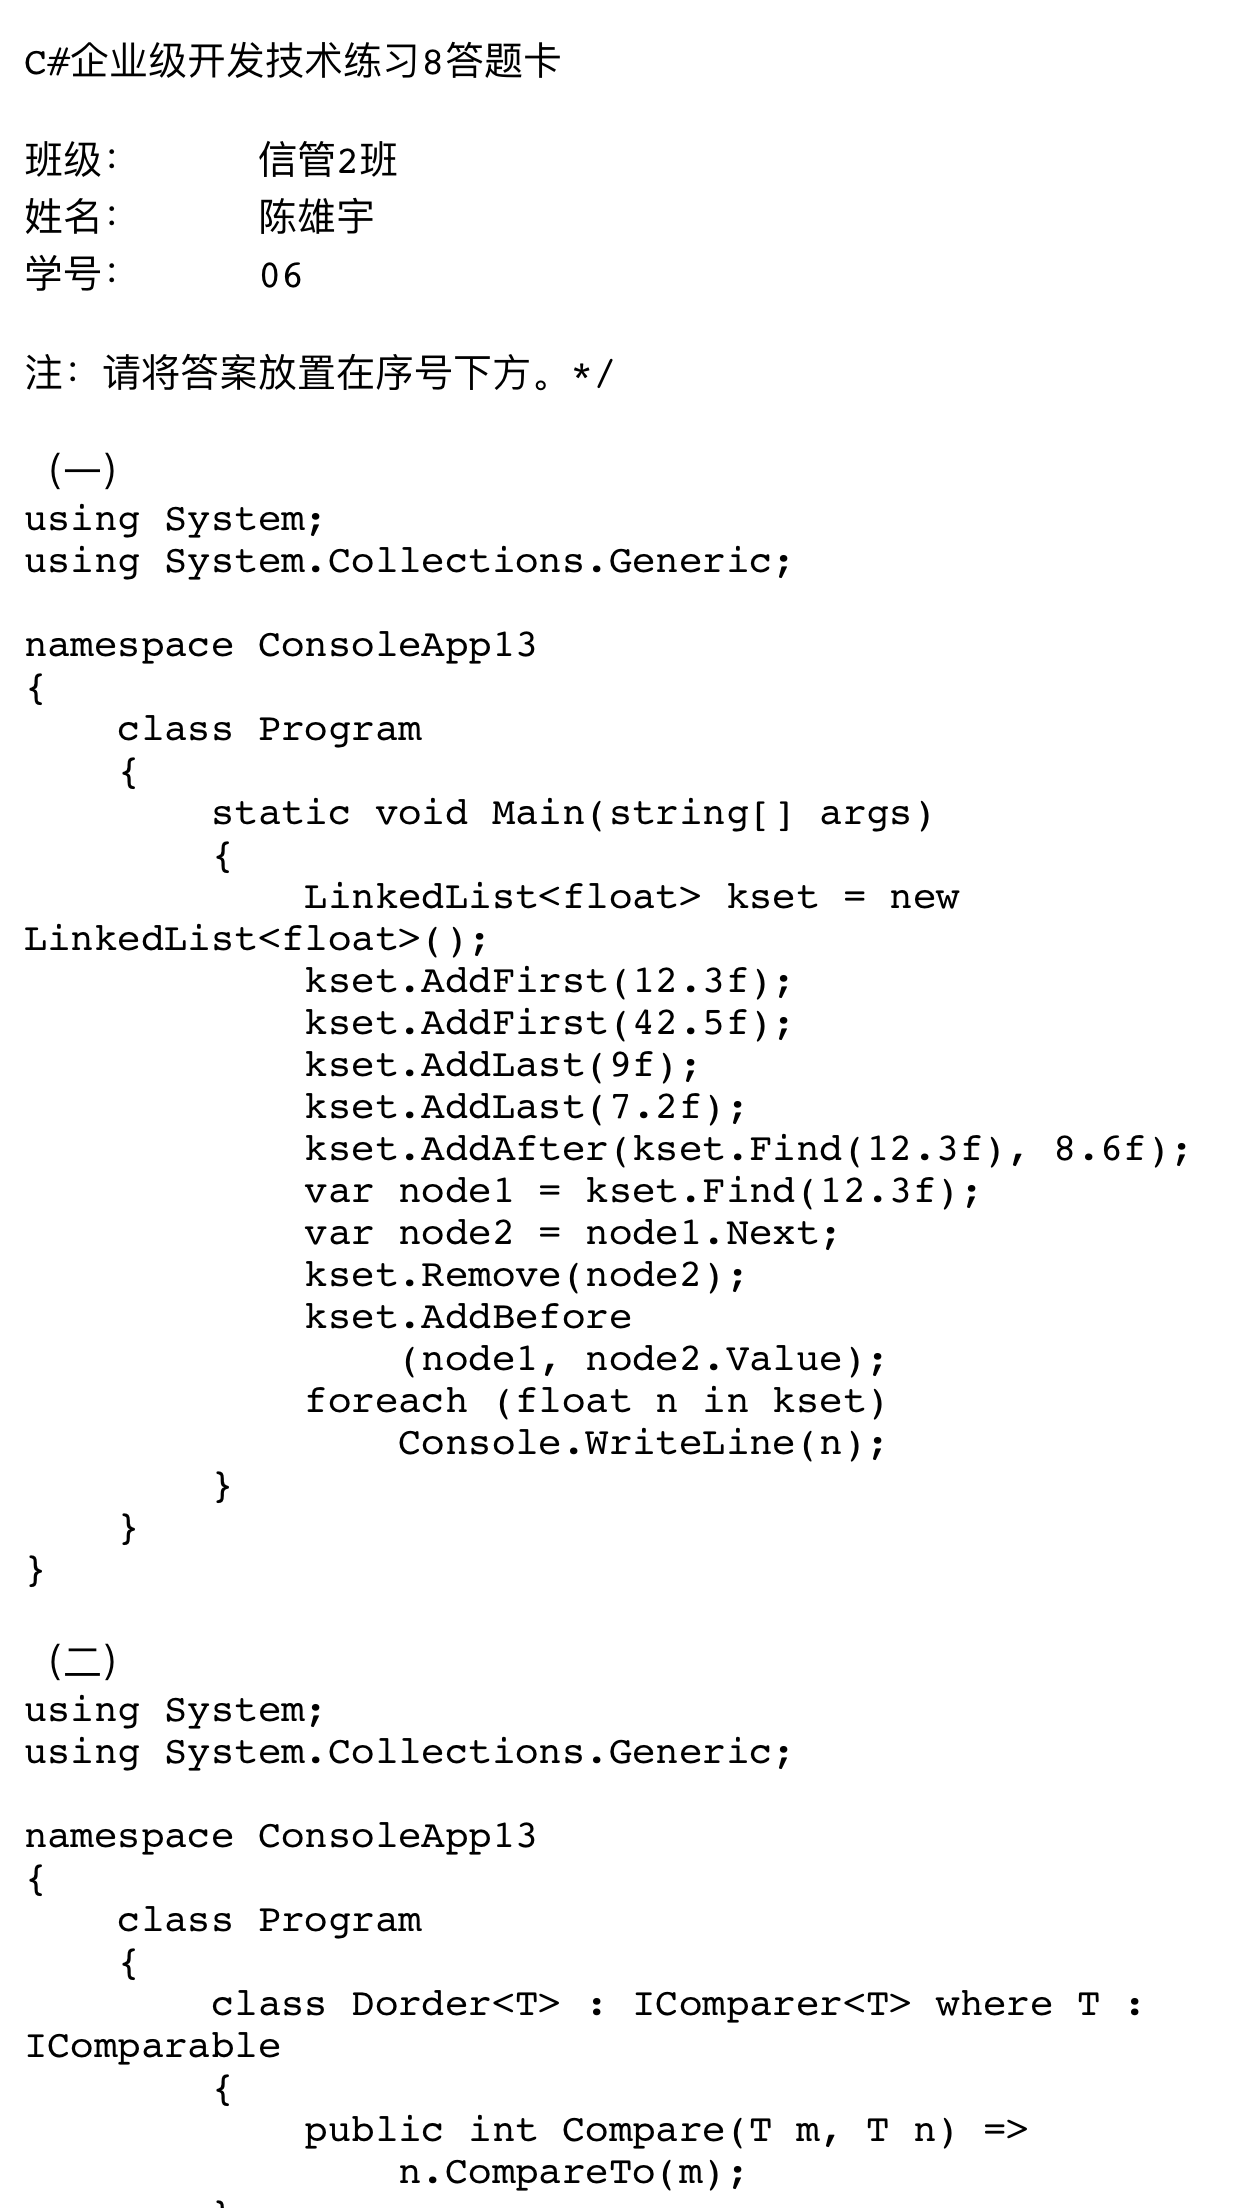 C#企业级开发技术练习8答题卡
班级： 信管2班
姓名： 陈雄宇
学号： 06
注：请将答案放置在序号下方。*/
（一）
using System;
using System.Collections.Generic;
namespace ConsoleApp13
{
    class Program
    {
        static void Main(string[] args)
        {
            LinkedList<float> kset = new
LinkedList<float>();
            kset.AddFirst(12.3f);
            kset.AddFirst(42.5f);
            kset.AddLast(9f);
            kset.AddLast(7.2f);
            kset.AddAfter(kset.Find(12.3f), 8.6f);
            var node1 = kset.Find(12.3f);
            var node2 = node1.Next;
            kset.Remove(node2);
            kset.AddBefore
                (node1, node2.Value);
            foreach (float n in kset)
                Console.WriteLine(n);
        }
    }
}
（二）
using System;
using System.Collections.Generic;
namespace ConsoleApp13
{
    class Program
    {
        class Dorder<T> : IComparer<T> where T :
IComparable
        {
            public int Compare(T m, T n) =>
                n.CompareTo(m);
        }